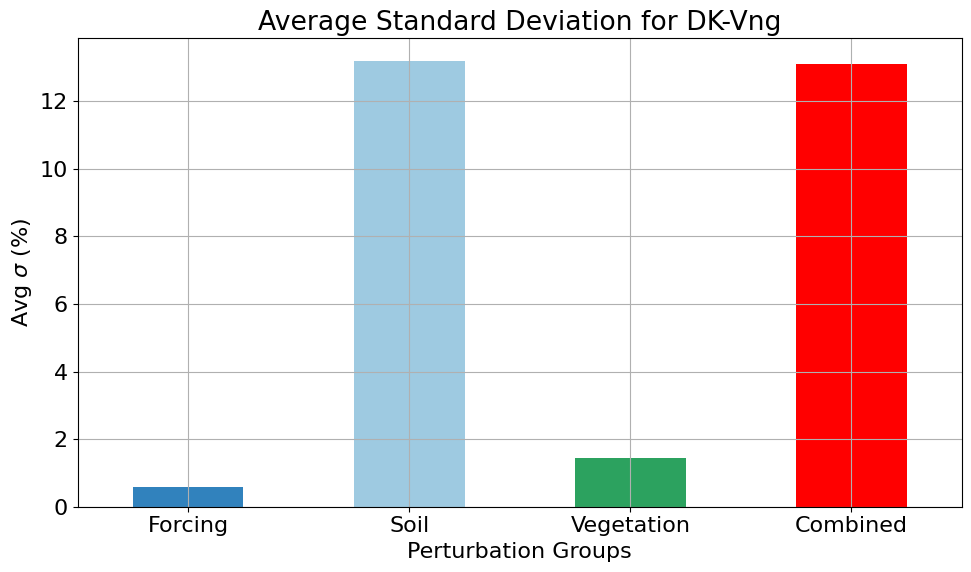 Average Standard Deviation for DK-Vng
Avg σ (%)
12
10
8
6
4
2
0
Forcing Soil Vegetation Combined
Perturbation Groups